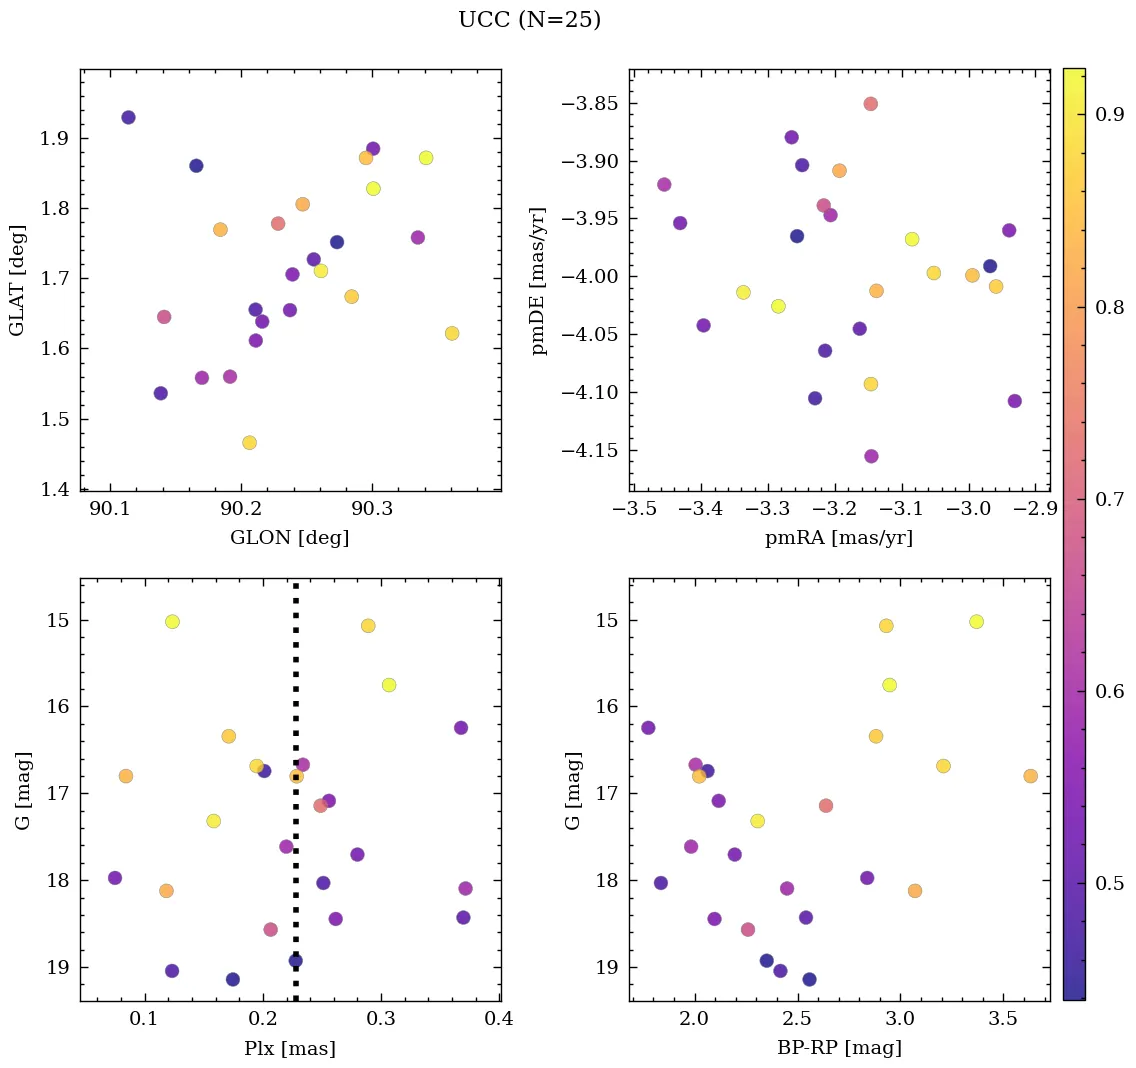 UCC (N=25)
1.9
1.8
1.7
1.6
1.5
1.4
GLAT [deg]
90.1 90.2 90.3
GLON [deg]
−3.85
−3.90
−3.95
−4.00
−4.05
−4.10
−4.15
pmDE [mas/yr]
−3.5 −3.4 −3.3 −3.2 −3.1 −3.0 −2.9
pmRA [mas/yr]
0.9
0.8
0.7
0.6
0.5
15
16
17
18
19
G [mag]
0.1 0.2 0.3 0.4
Plx [mas]
15
16
17
18
19
G [mag]
2.0 2.5 3.0 3.5
BP-RP [mag]